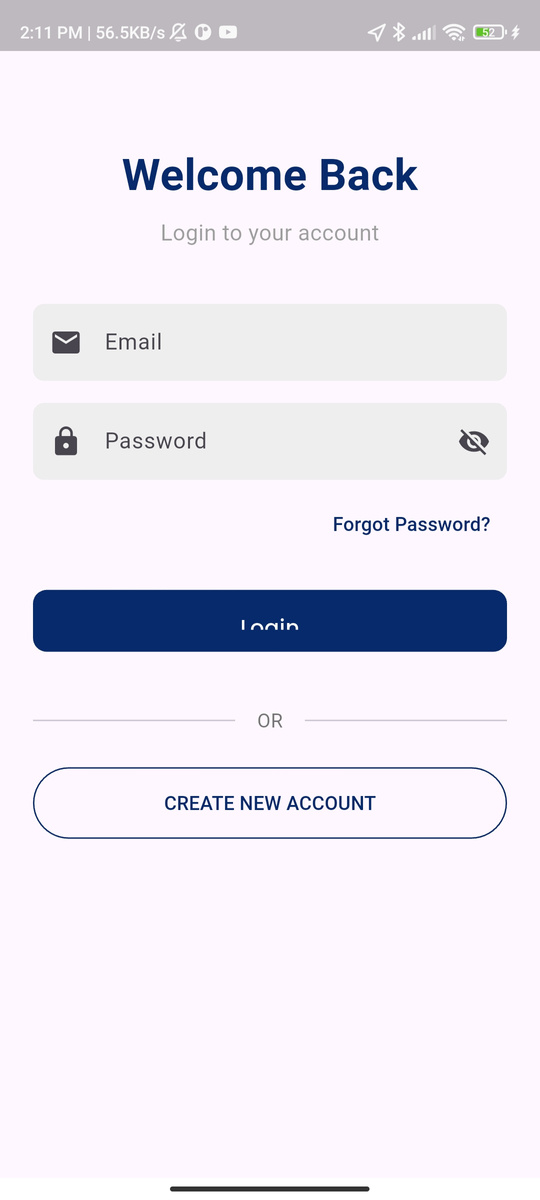 2:11 PM | 56.5KB/s
52
Welcome Back
Login to your account
Email
Password
Forgot Password?
Login
OR
CREATE NEW ACCOUNT